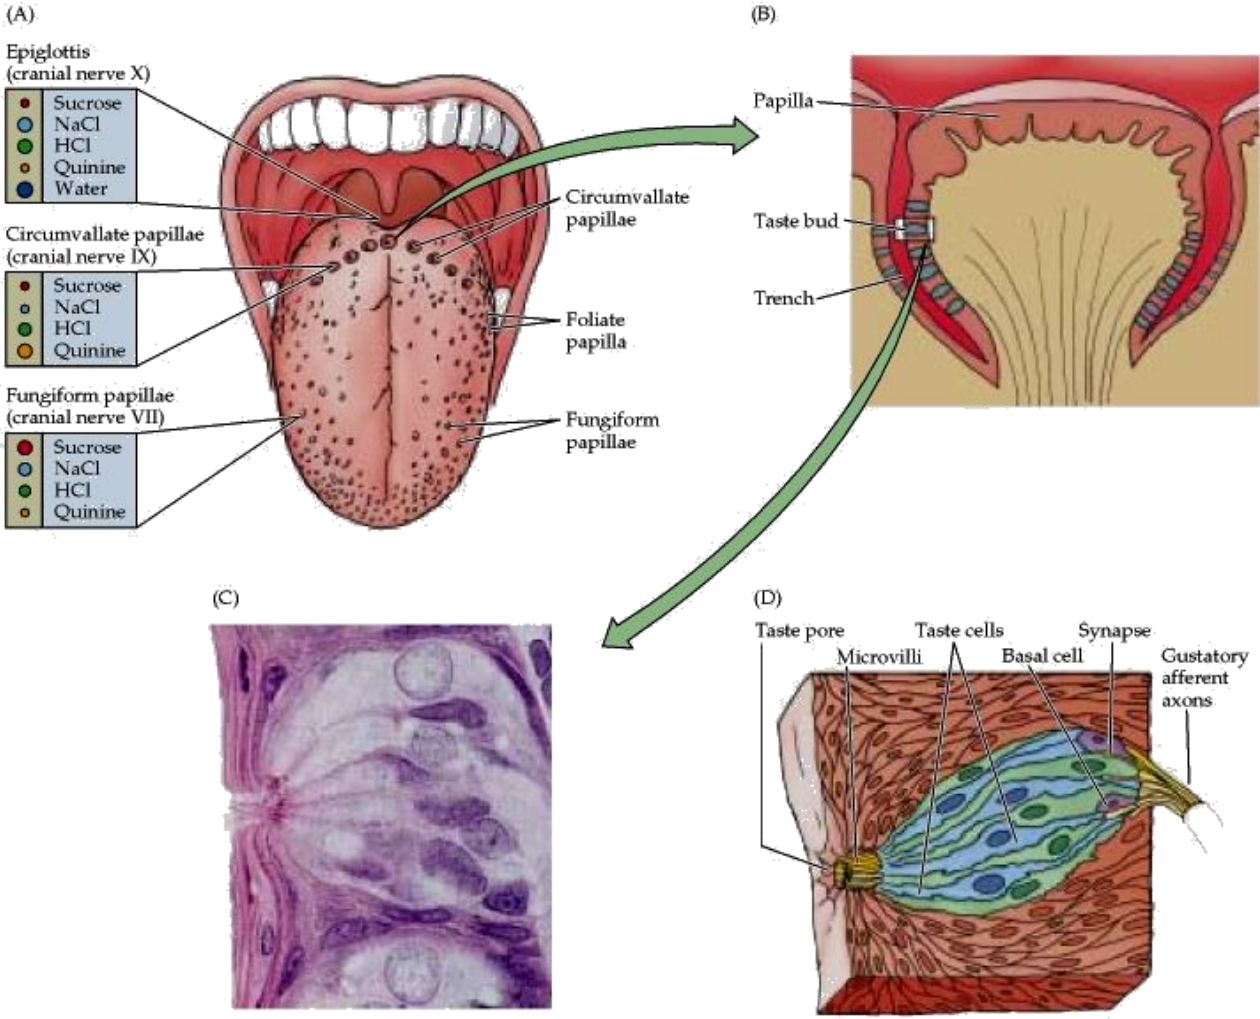 (A)
Epiglottis
(cranial nerve X)
Sucrose
NaCl
HCl
Quinine
Water
Circumvallate papillae
(cranial nerve IX)
Sucrose
NaCl
HCl
Quinine
Fungiform papillae
(cranial nerve VII)
Sucrose
NaCl
HCl
Quinine
Circumvallate
papillae
Foliate
papilla
Fungiform
papillae
(B)
Papilla
Taste bud
Trench
(C)
(D)
Taste pore
Microvilli
Taste cells
Basal cell
Synapse
Gustatory
afferent
axons